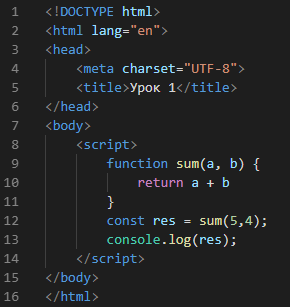 1 <!DOCTYPE html>
2 <html lang="en">
3 <head>
4     <meta charset="UTF-8">
5     <title>Урок 1</title>
6 </head>
7 <body>
8     <script>
9         function sum(a, b) {
10             return a + b
11         }
12         const res = sum(5,4);
13         console.log(res);
14     </script>
15 </body>
16 </html>